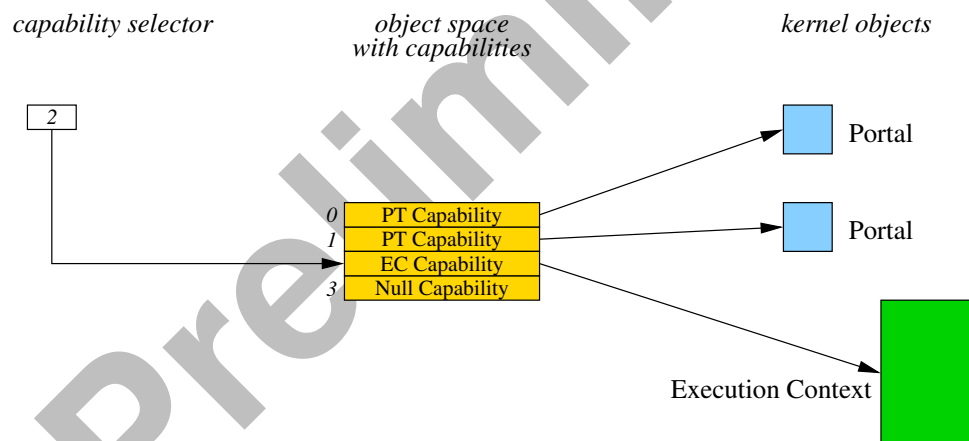 capability selector
object space
with capabilities
kernel objects
2
Portal
0 PT Capability
1 PT Capability
EC Capability
3 Null Capability
Portal
Execution Context